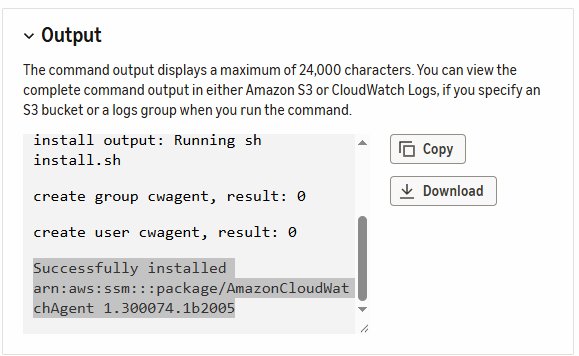 Output
The command output displays a maximum of 24,000 characters. You can view the
complete command output in either Amazon S3 or CloudWatch Logs, if you specify an
S3 bucket or a logs group when you run the command.
install output: Running sh
install.sh
create group cwagent, result: 0
create user cwagent, result: 0
Successfully installed
arn:aws:ssm:::package/AmazonCloudWat
chAgent 1.300074.1b2005
Copy
Download